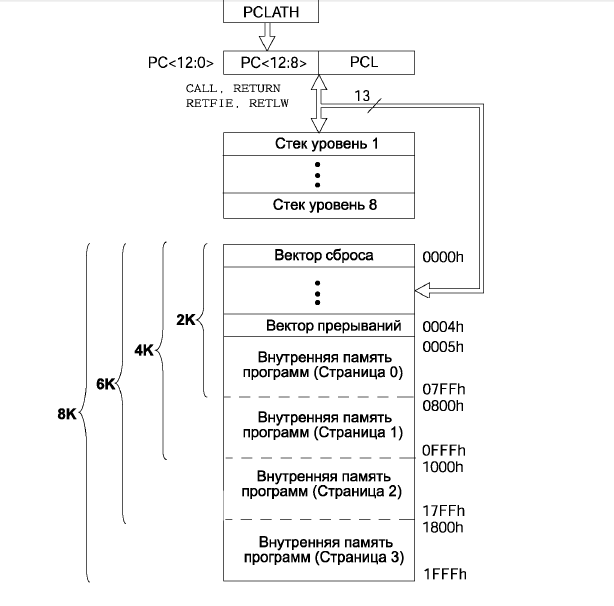 PCLATH
PC<12:0>
PC<12:8>
PCL
CALL, RETURN
RETFIE, RETLW
13
Стек уровень 1
Стек уровень 8
Вектор сброса
0000h
2K
Вектор прерываний
0004h
0005h
4K
Внутренняя память
программ (Страница 0)
6K
07FFh
0800h
8K
Внутренняя память
программ (Страница 1)
0FFFh
1000h
Внутренняя память
программ (Страница 2)
17FFh
1800h
Внутренняя память
программ (Страница 3)
1FFFh